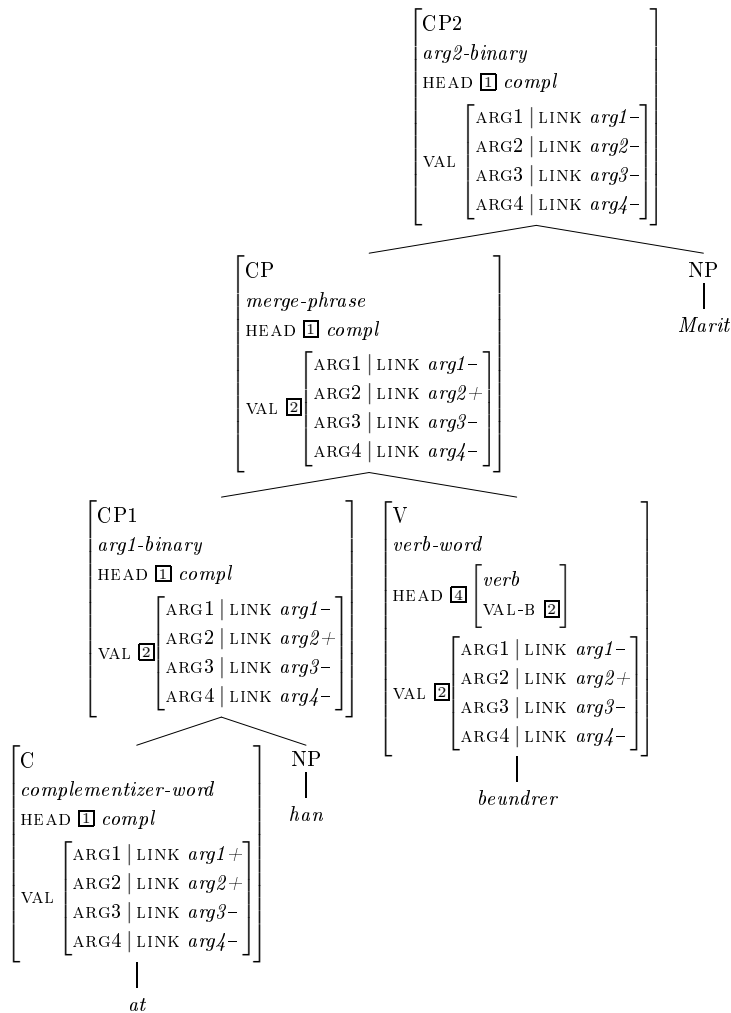 CP2
arg2-binary
HEAD 1 compl
VAL
ARG1 | LINK arg1–
ARG2 | LINK arg2–
ARG3 | LINK arg3–
ARG4 | LINK arg4–
CP
merge-phrase
HEAD 1 compl
VAL 2
ARG1 | LINK arg1–
ARG2 | LINK arg2+
ARG3 | LINK arg3–
ARG4 | LINK arg4–
NP
Marit
CP1
arg1-binary
HEAD 1 compl
VAL 2
ARG1 | LINK arg1–
ARG2 | LINK arg2+
ARG3 | LINK arg3–
ARG4 | LINK arg4–
V
verb-word
HEAD 4
verb
VAL-B 2
VAL 2
ARG1 | LINK arg1–
ARG2 | LINK arg2+
ARG3 | LINK arg3–
ARG4 | LINK arg4–
beundrer
C
complementizer-word
HEAD 1 compl
VAL
ARG1 | LINK arg1+
ARG2 | LINK arg2+
ARG3 | LINK arg3–
ARG4 | LINK arg4–
at
NP
han